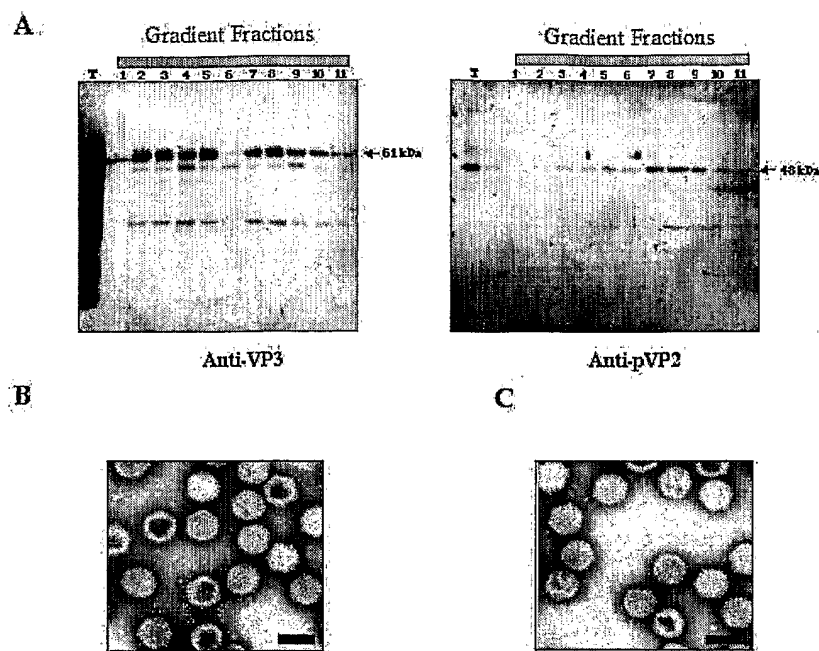 A
Gradient Fractions
T 1 2 3 4 5 6 7 8 9 10 11
61kDa
Anti-VP3
Gradient Fractions
T 1 2 3 4 5 6 7 8 9 10 11
48kDa
Anti-pVP2
B
C